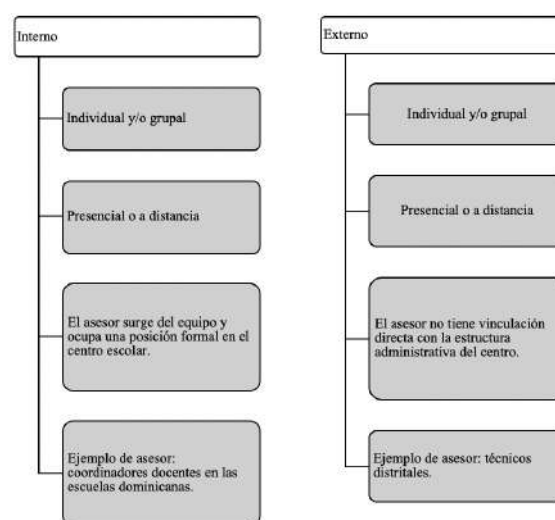 Interno
Individual y/o grupal
Presencial o a distancia
El asesor surge del equipo y
ocupa una posición formal en el
centro escolar.
Ejemplo de asesor:
coordinadores docentes en las
escuelas dominicanas.
Externo
Individual y/o grupal
Presencial o a distancia
El asesor no tiene vinculación
directa con la estructura
administrativa del centro.
Ejemplo de asesor: técnicos
distritales.